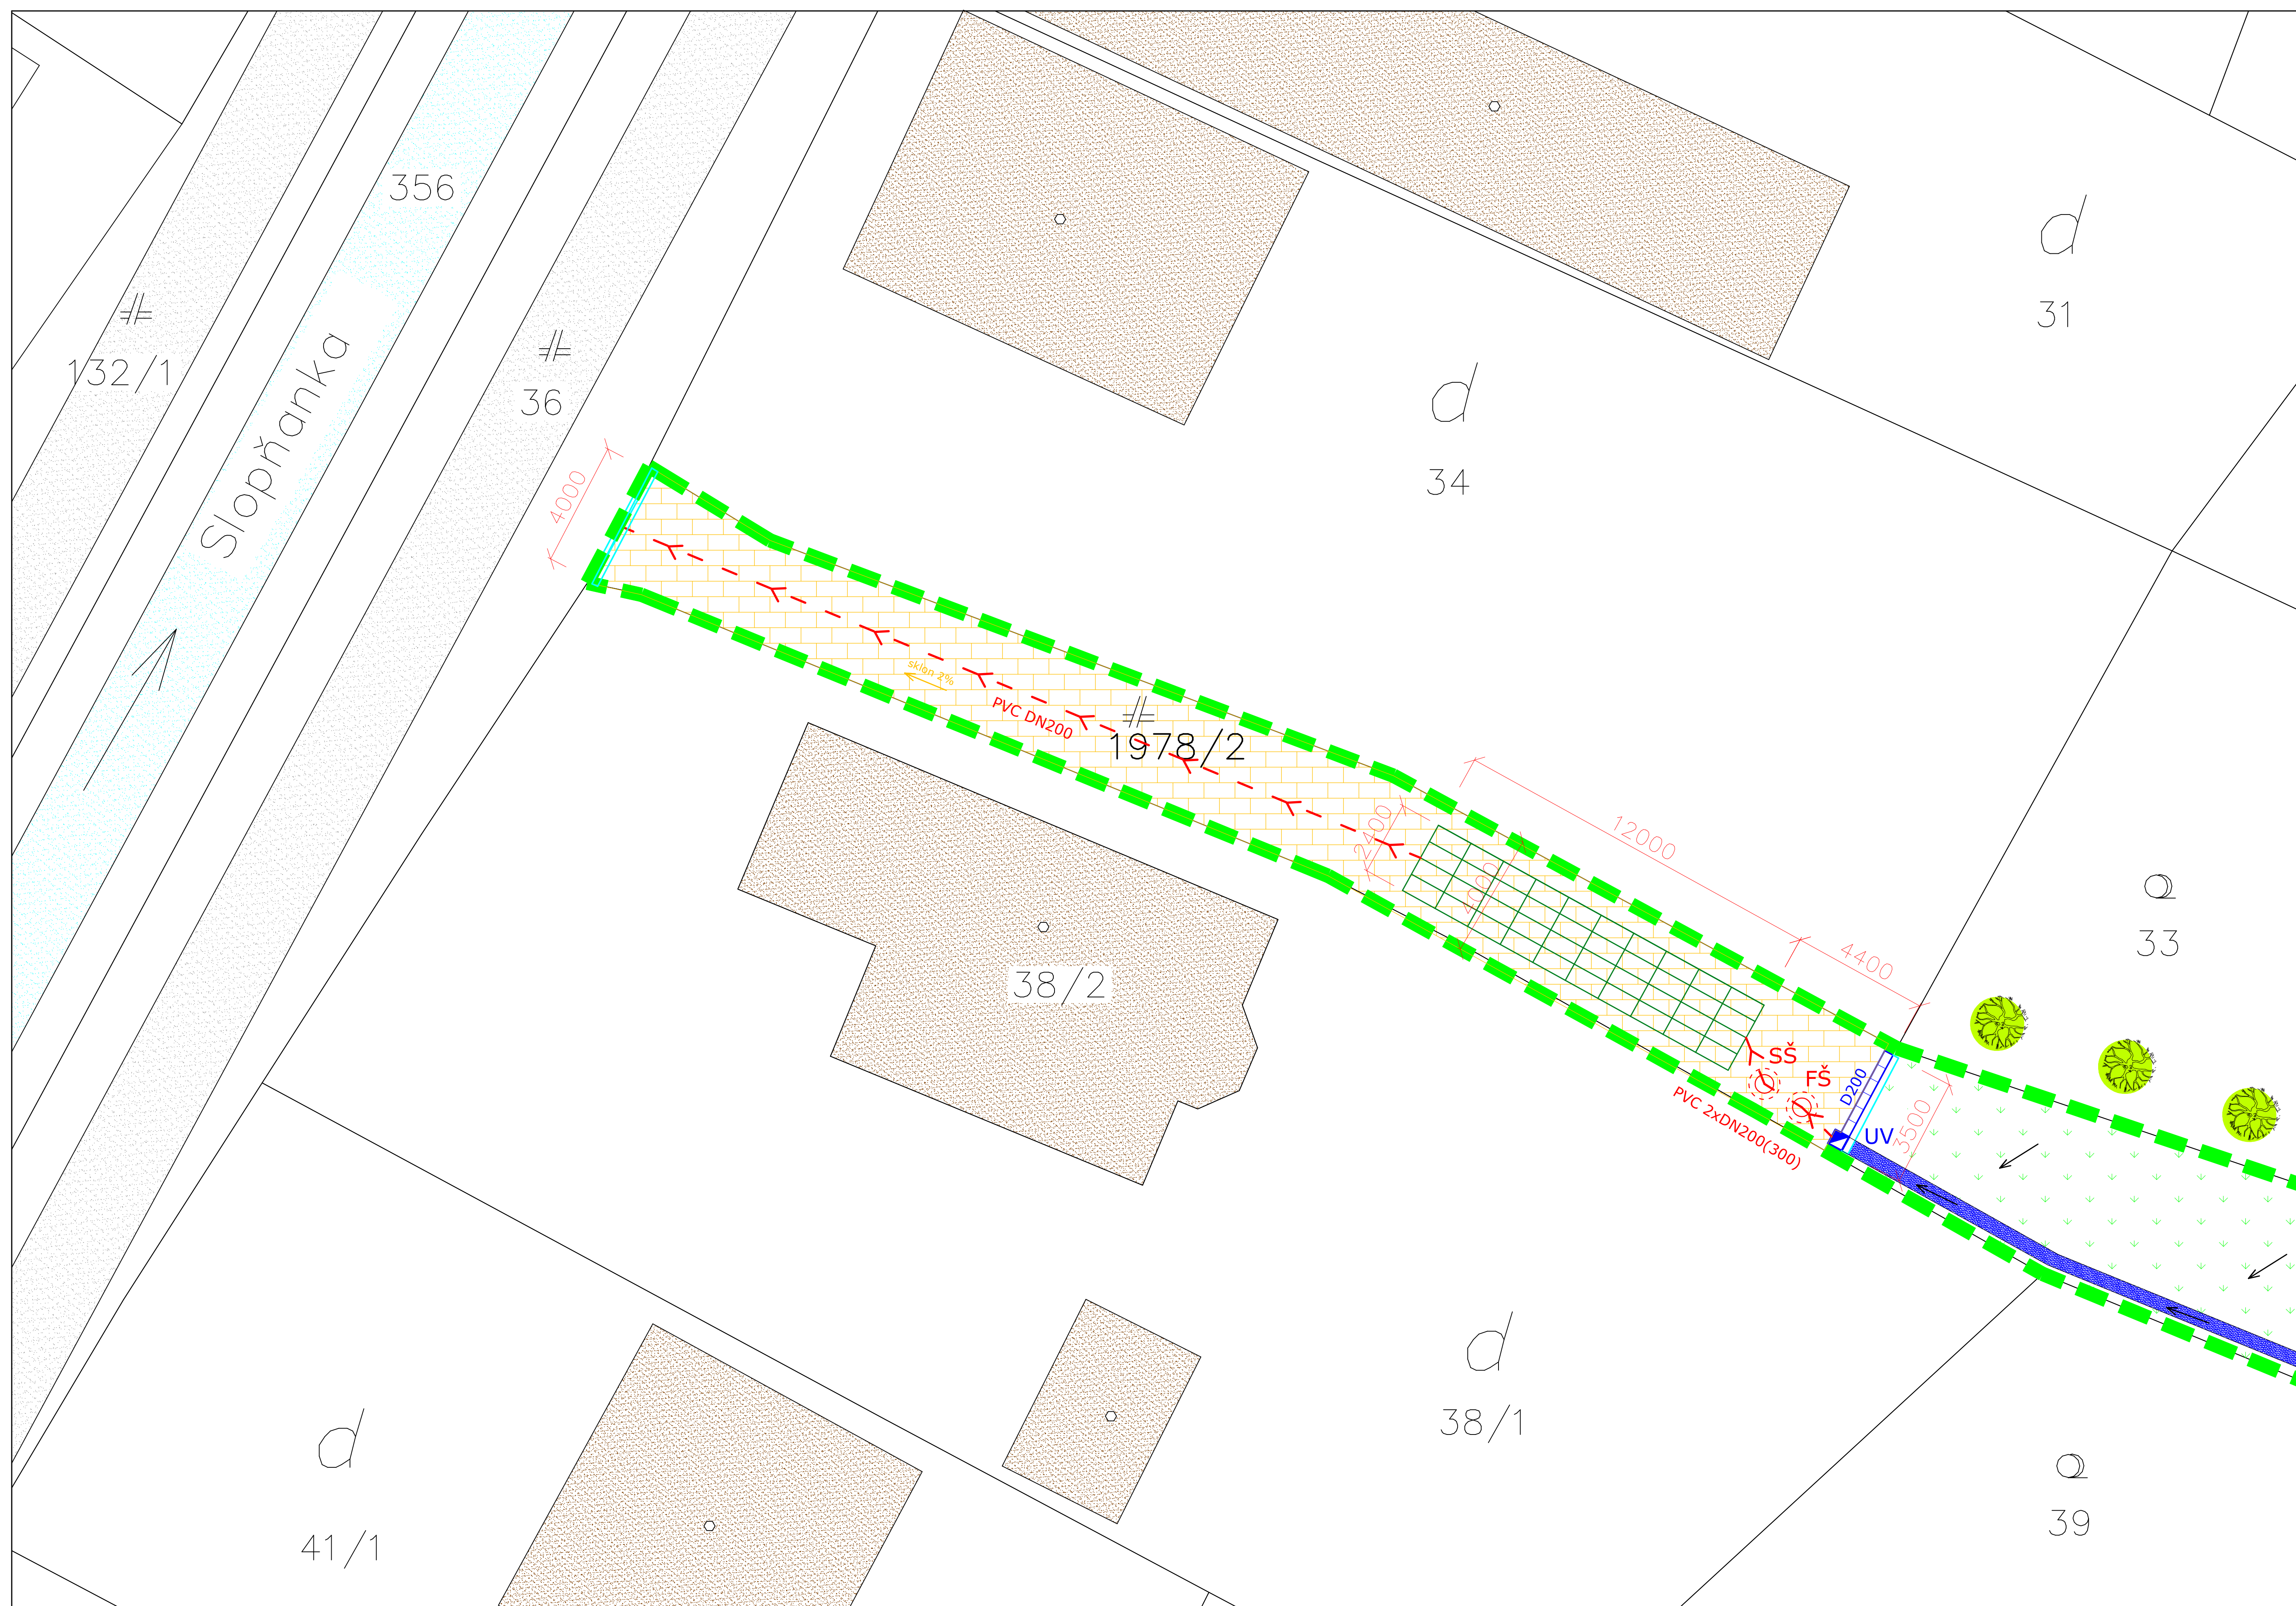 356
31
132/1
36
Slopňanka
4000
34
sklon 2%
PVC DN200
1978/2
2400
4000
12000
4400
33
38/2
SŠ
FŠ
D200
UV
3500
PVC 2xDN200(300)
38/1
39
41/1